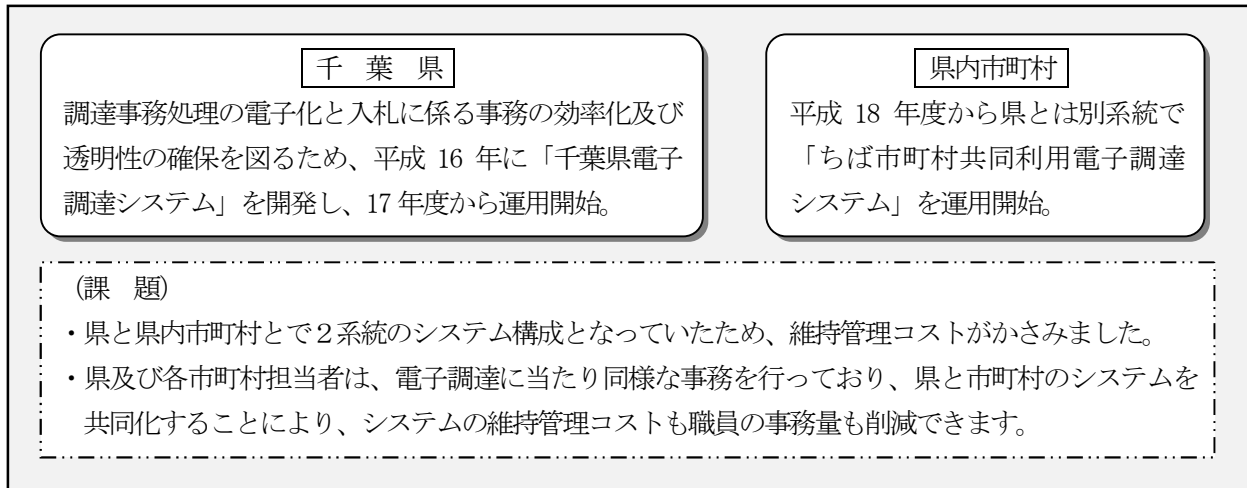 千 葉 県
調達事務処理の電子化と入札に係る事務の効率化及び
透明性の確保を図るため、平成 16 年に「千葉県電子
調達システム」を開発し、17 年度から運用開始。
県内市町村
平成 18 年度から県とは別系統で
「ちば市町村共同利用電子調達
システム」を運用開始。
(課 題)
・県と県内市町村とで２系統のシステム構成となっていたため、維持管理コストがかさみました。
・県及び各市町村担当者は、電子調達に当たり同様な事務を行っており、県と市町村のシステムを
共同化することにより、システムの維持管理コストも職員の事務量も削減できます。